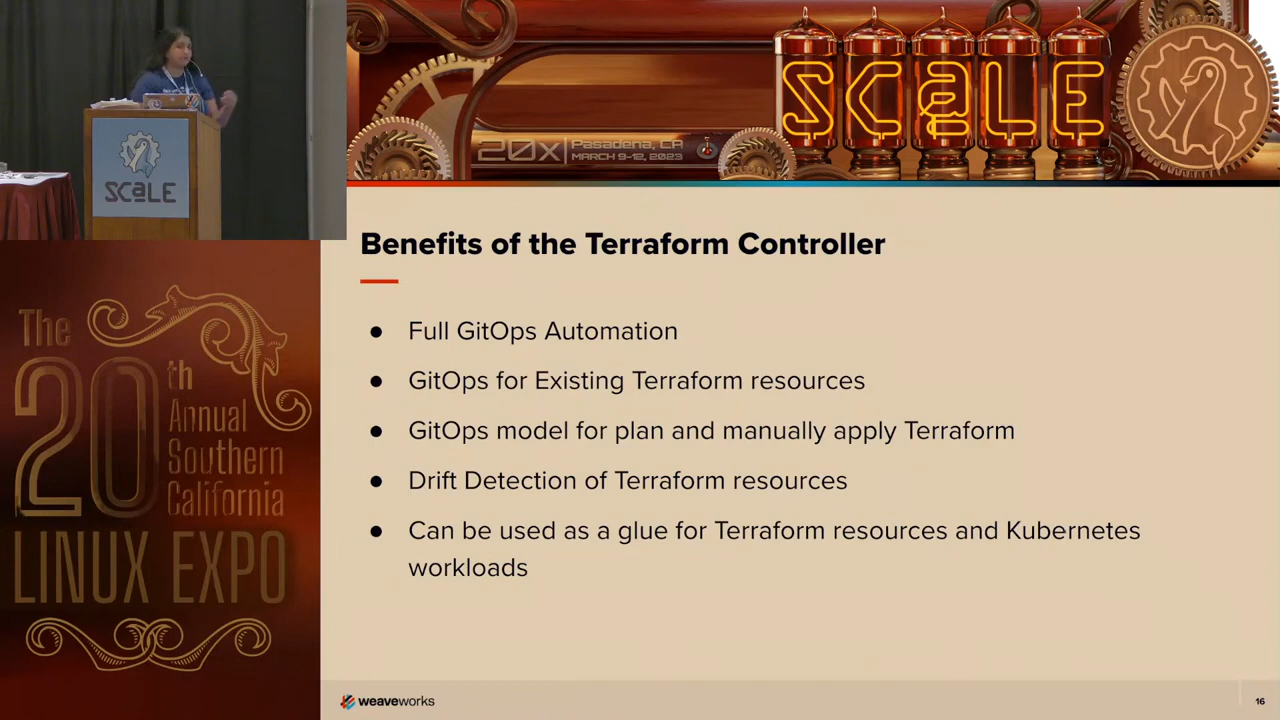 SCaLE
20x
Pasadena, CA
MARCH 9-12, 2023
SCaLE
The
20th
Annual
Southern
California
LINUX EXPO
Benefits of the Terraform Controller
● Full GitOps Automation
● GitOps for Existing Terraform resources
● GitOps model for plan and manually apply Terraform
● Drift Detection of Terraform resources
● Can be used as a glue for Terraform resources and Kubernetes
workloads
weaveworks
16